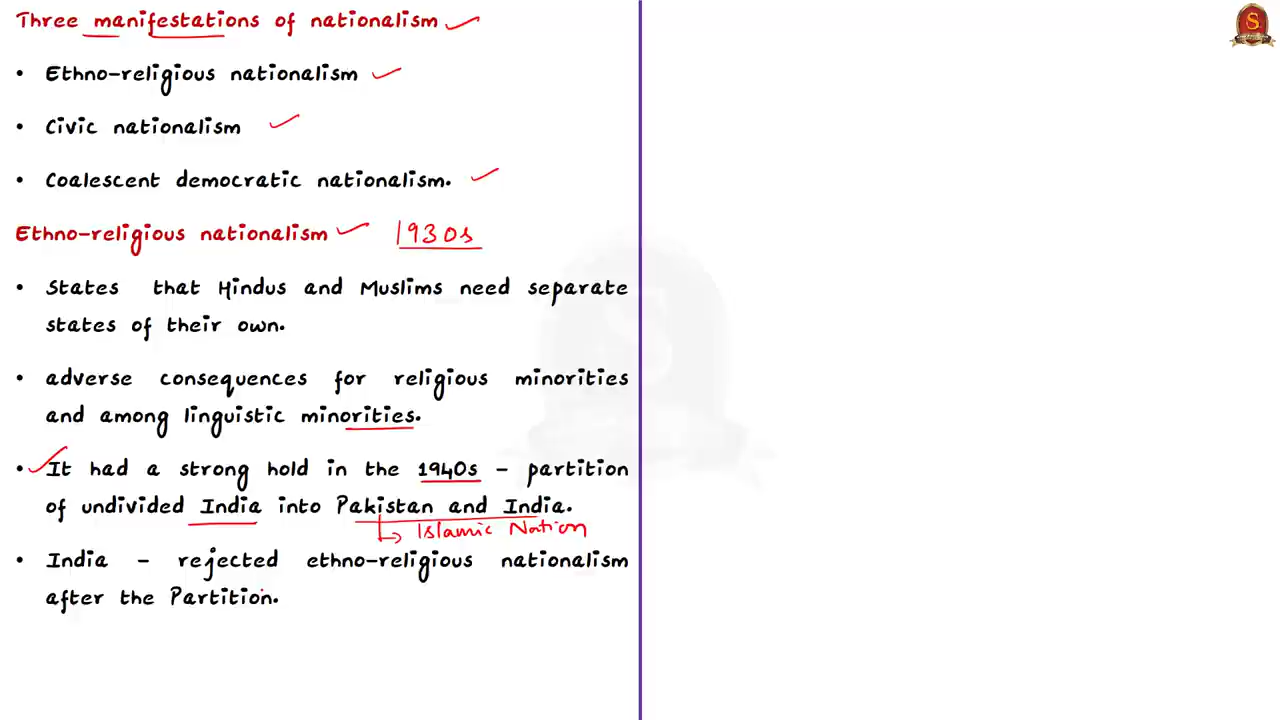 Three manifestations of nationalism
• Ethno-religious nationalism
• Civic nationalism
• Coalescent democratic nationalism.
Ethno-religious nationalism 1930s
• States that Hindus and Muslims need separate
states of their own.
• adverse consequences for religious minorities
and among linguistic minorities.
• It had a strong hold in the 1940s - partition
of undivided India into Pakistan and India.
Islamic Nation
• India - rejected ethno-religious nationalism
after the Partition.
S